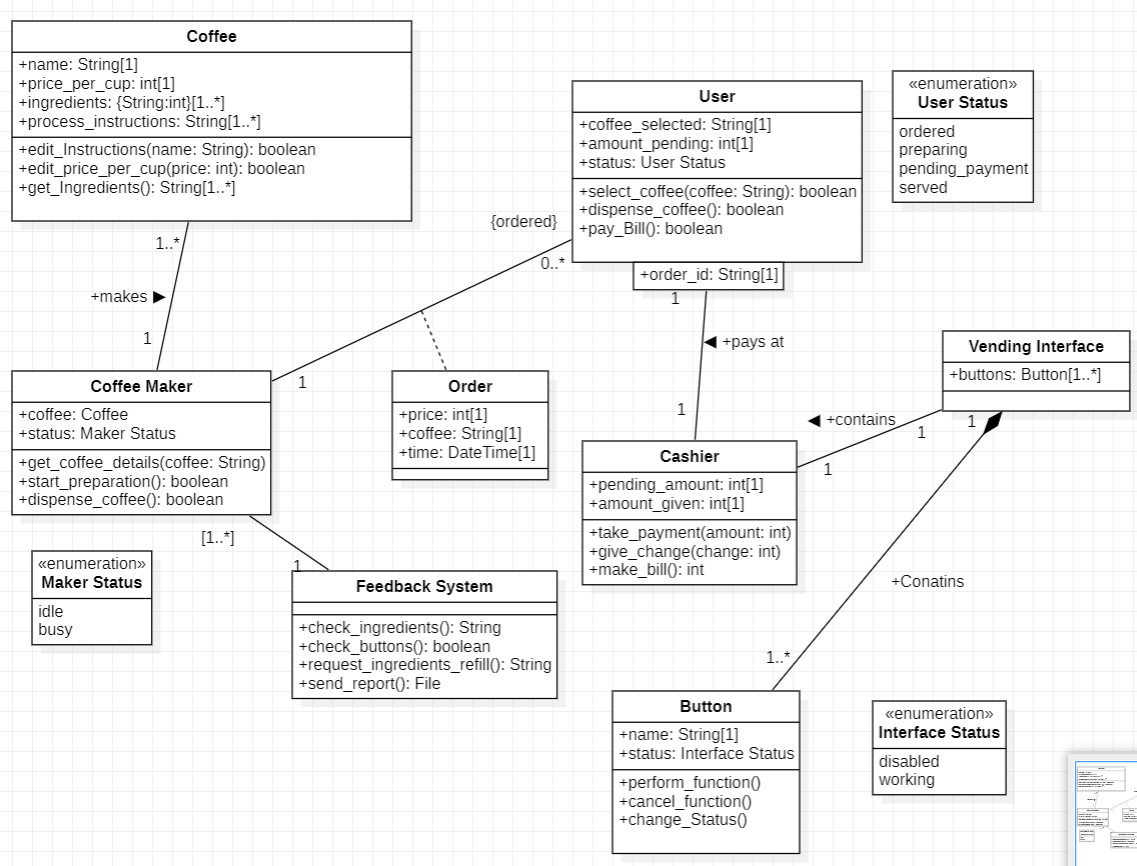 Coffee
+name: String[1]
+price_per_cup: int[1]
+ingredients: {String:int}[1..*]
+process_instructions: String[1..*]
+edit_Instructions(name: String): boolean
+edit_price_per_cup(price: int): boolean
+get_Ingredients(): String[1..*]
User
+coffee_selected: String[1]
+amount_pending: int[1]
+status: User Status
+select_coffee(coffee: String): boolean
+dispense_coffee(): boolean
+pay_Bill(): boolean
+order_id: String[1]
«enumeration»
User Status
ordered
preparing
pending_payment
served
{ordered}
0..*
1
1..*
+makes
1
1
+pays at
1
Coffee Maker
+coffee: Coffee
+status: Maker Status
+get_coffee_details(coffee: String)
+start_preparation(): boolean
+dispense_coffee(): boolean
Order
+price: int[1]
+coffee: String[1]
+time: DateTime[1]
Vending Interface
+buttons: Button[1..*]
+contains
1
1
1
Cashier
+pending_amount: int[1]
+amount_given: int[1]
+take_payment(amount: int)
+give_change(change: int)
+make_bill(): int
[1..*]
1
«enumeration»
Maker Status
idle
busy
Feedback System
+check_ingredients(): String
+check_buttons(): boolean
+request_ingredients_refill(): String
+send_report(): File
+Conatins
1..*
Button
+name: String[1]
+status: Interface Status
+perform_function()
+cancel_function()
+change_Status()
«enumeration»
Interface Status
disabled
working